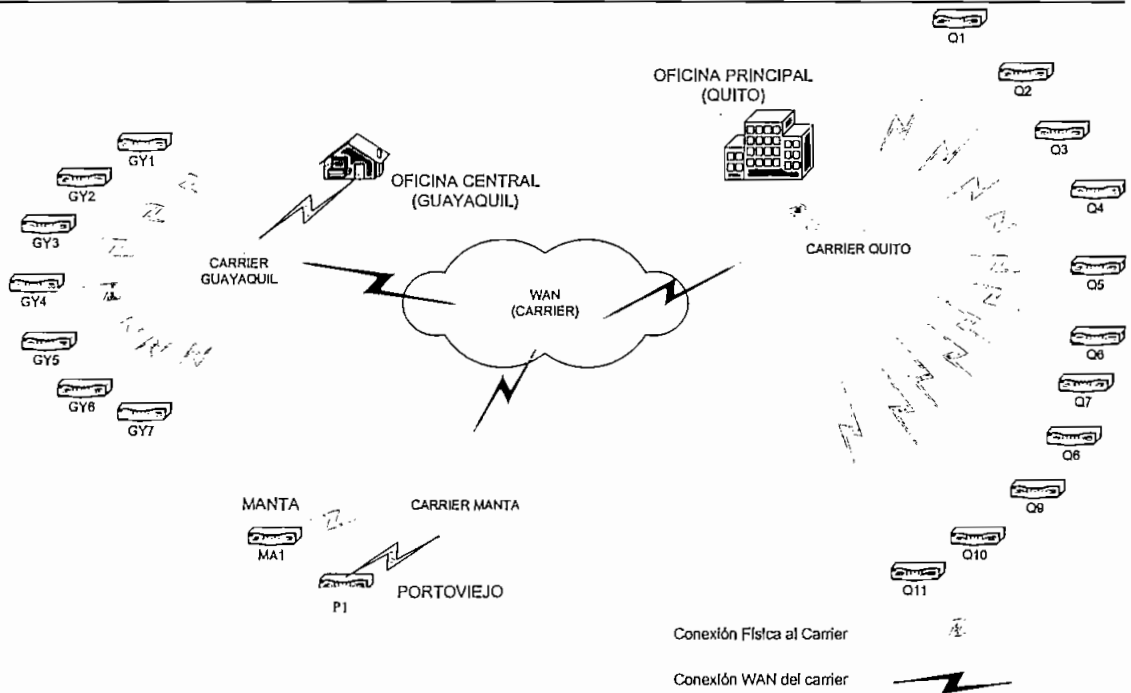 Q1
OFICINA PRINCIPAL
(QUITO)
Q2
Q3
GY1
OFICINA CENTRAL
(GUAYAQUIL)
GY2
Q4
GY3
CARRIER QUITO
CARRIER
GUAYAQUIL
Q5
GY4
WAN
(CARRIER)
Q6
GY5
Q7
GY6
GY7
Q6
Q9
MANTA
CARRIER MANTA
MA1
Q10
PORTOVIEJO
P1
Q11
Conexión Física al Carrier
Conexión WAN del carrier